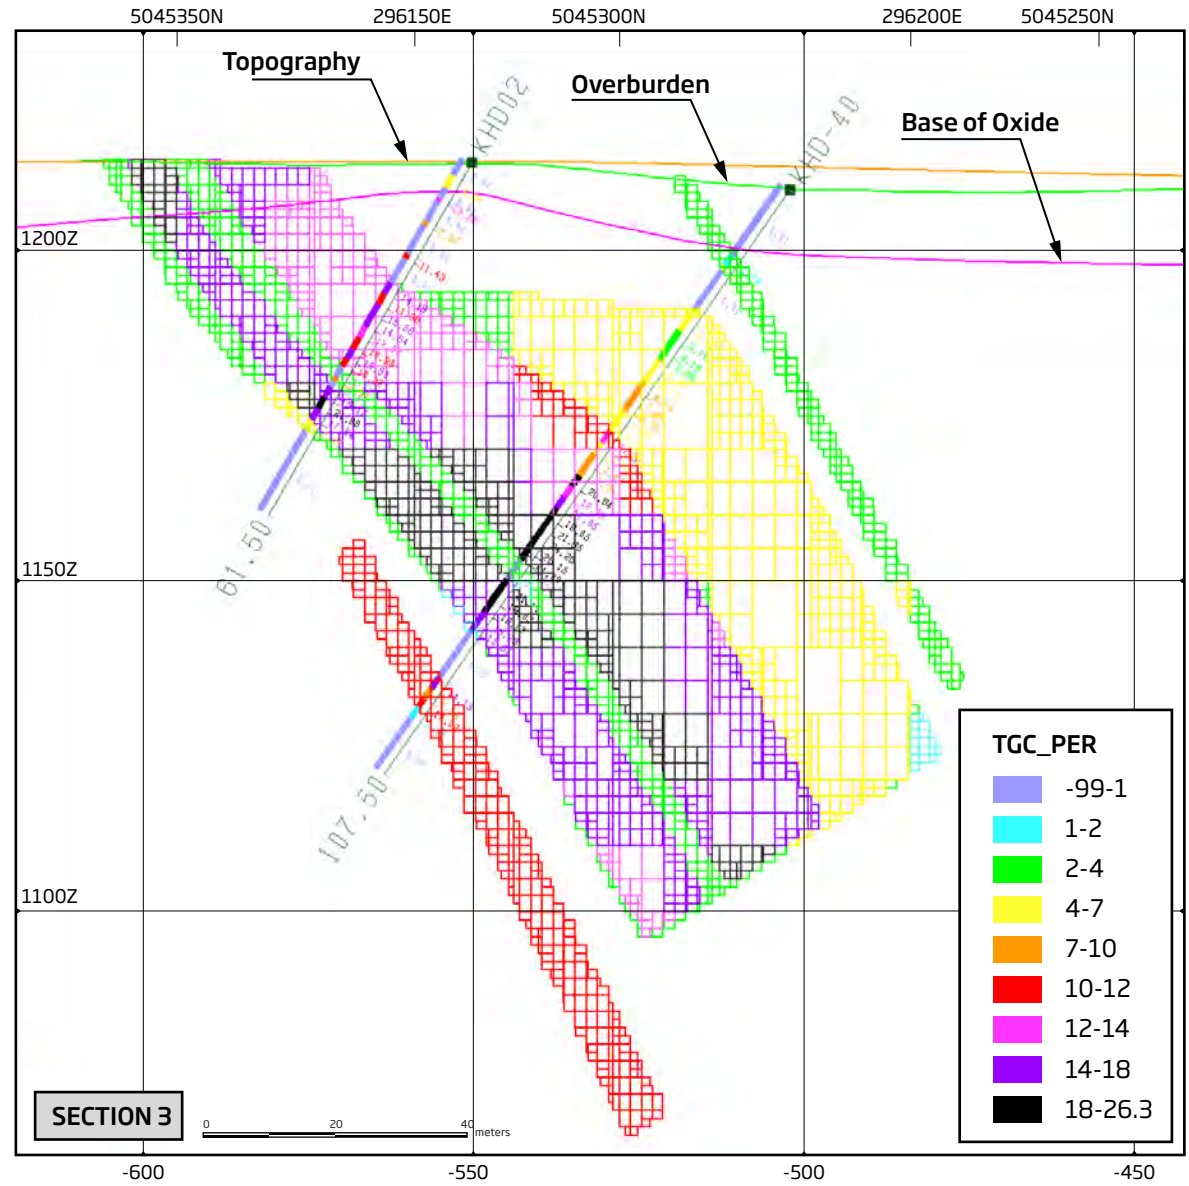 5045350N 296150E 5045300N 296200E 5045250N
Topography
Overburden
Base of Oxide
KHD02
KHD-40
1200Z
11.43
61.50
1150Z
107.50
1100Z
TGC_PER
-99-1
1-2
2-4
4-7
7-10
10-12
12-14
14-18
18-26.3
SECTION 3
0 20 40 meters
-600 -550 -500 -450